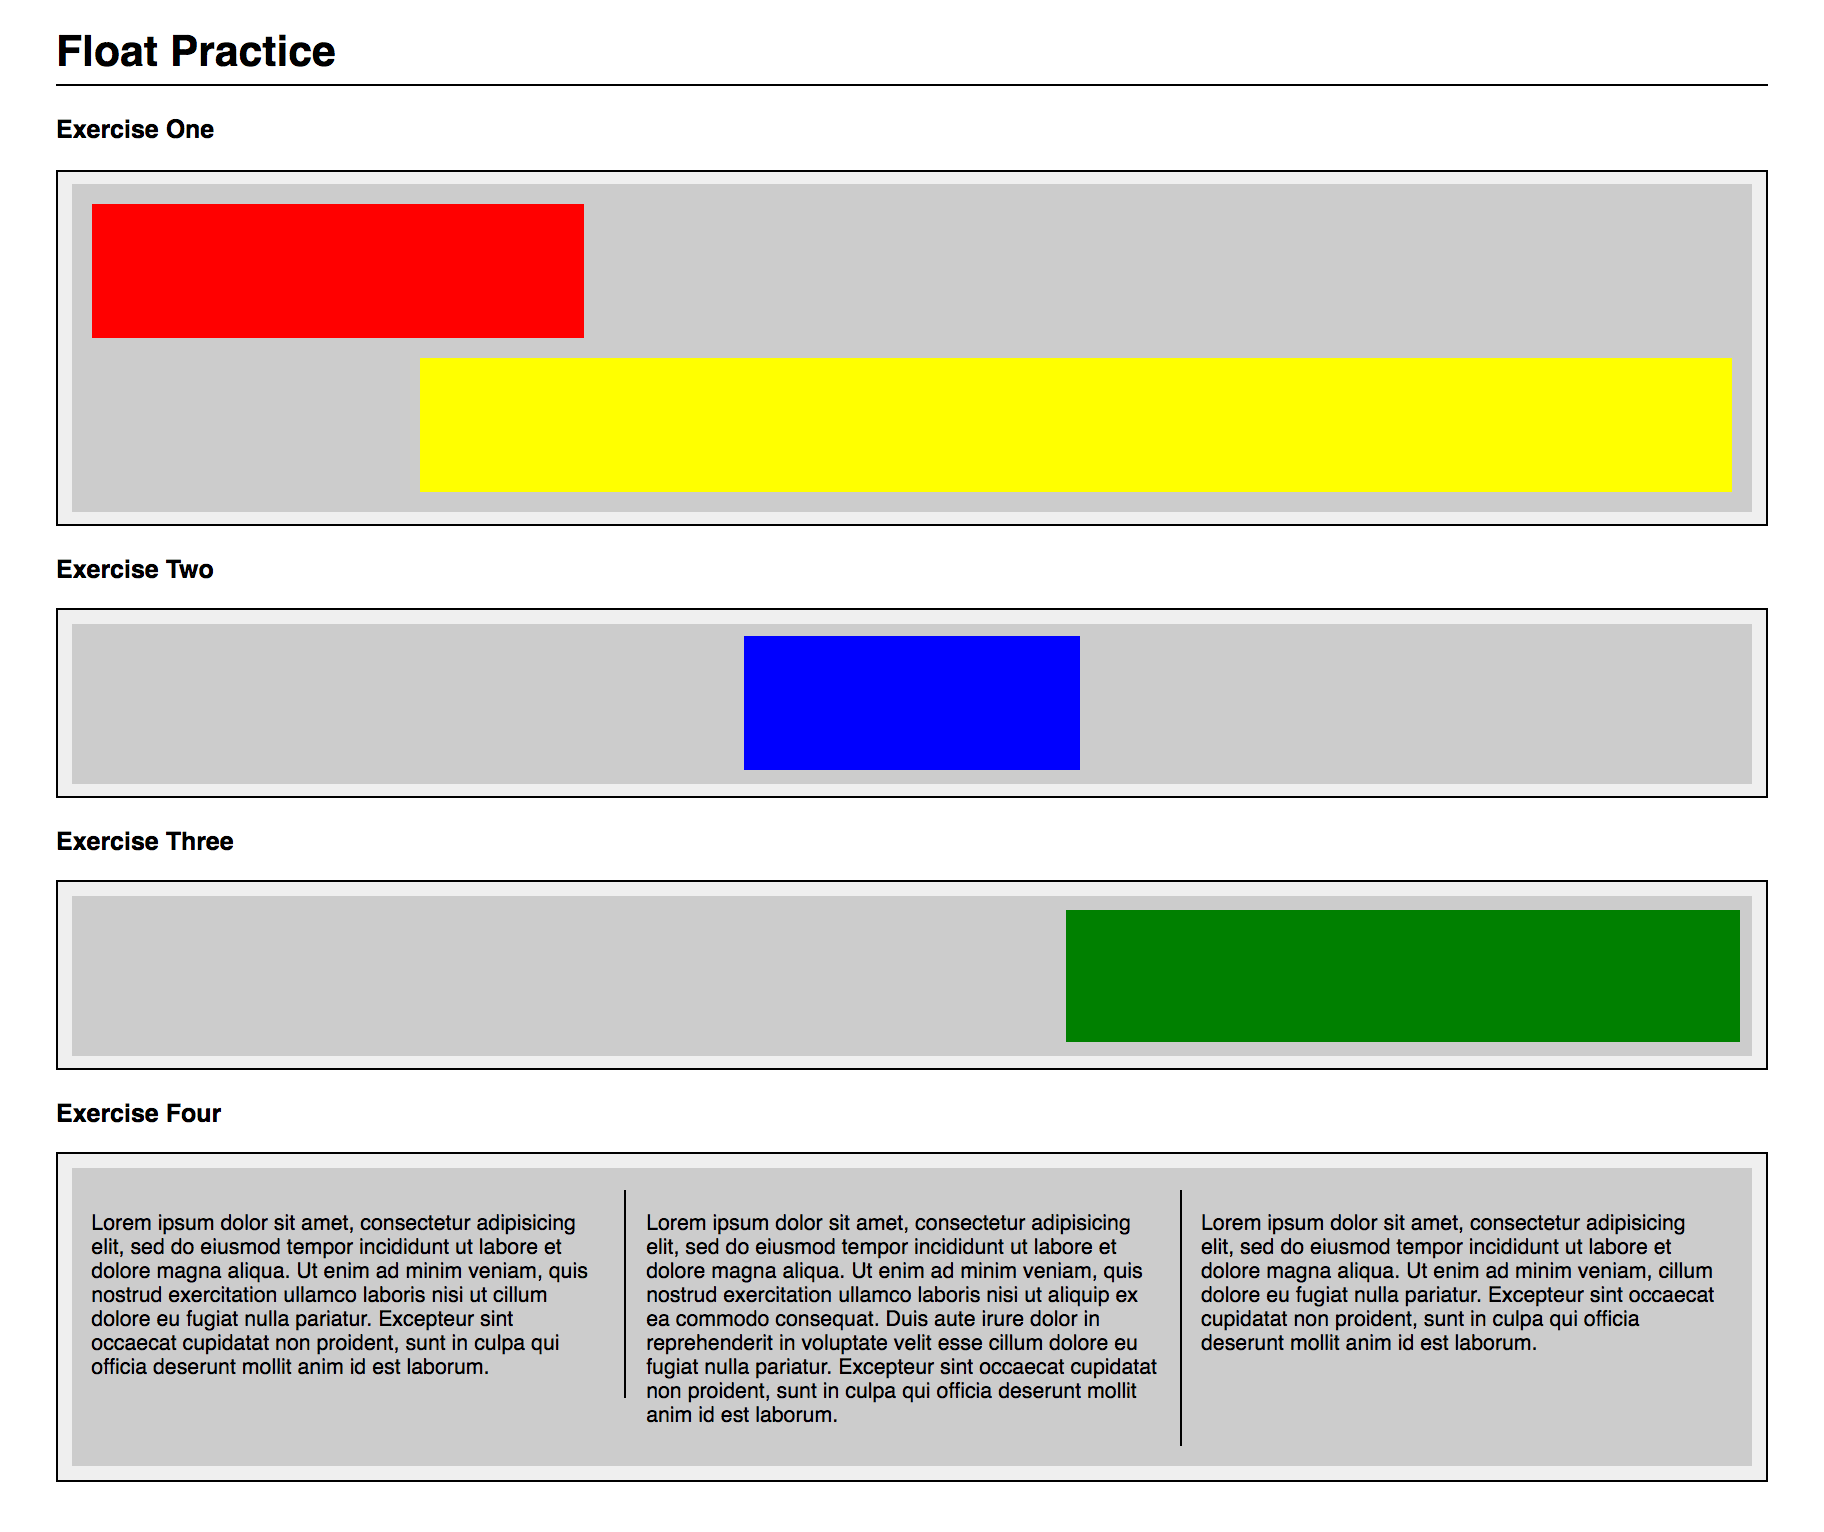 Float Practice
Exercise One
Exercise Two
Exercise Three
Exercise Four
Lorem ipsum dolor sit amet, consectetur adipisicing
elit, sed do eiusmod tempor incididunt ut labore et
dolore magna aliqua. Ut enim ad minim veniam, quis
nostrud exercitation ullamco laboris nisi ut cillum
dolore eu fugiat nulla pariatur. Excepteur sint
occaecat cupidatat non proident, sunt in culpa qui
officia deserunt mollit anim id est laborum.
Lorem ipsum dolor sit amet, consectetur adipisicing
elit, sed do eiusmod tempor incididunt ut labore et
dolore magna aliqua. Ut enim ad minim veniam, quis
nostrud exercitation ullamco laboris nisi ut aliquip ex
ea commodo consequat. Duis aute irure dolor in
reprehenderit in voluptate velit esse cillum dolore eu
fugiat nulla pariatur. Excepteur sint occaecat cupidatat
non proident, sunt in culpa qui officia deserunt mollit
anim id est laborum.
Lorem ipsum dolor sit amet, consectetur adipisicing
elit, sed do eiusmod tempor incididunt ut labore et
dolore magna aliqua. Ut enim ad minim veniam, cillum
dolore eu fugiat nulla pariatur. Excepteur sint occaecat
cupidatat non proident, sunt in culpa qui officia
deserunt mollit anim id est laborum.